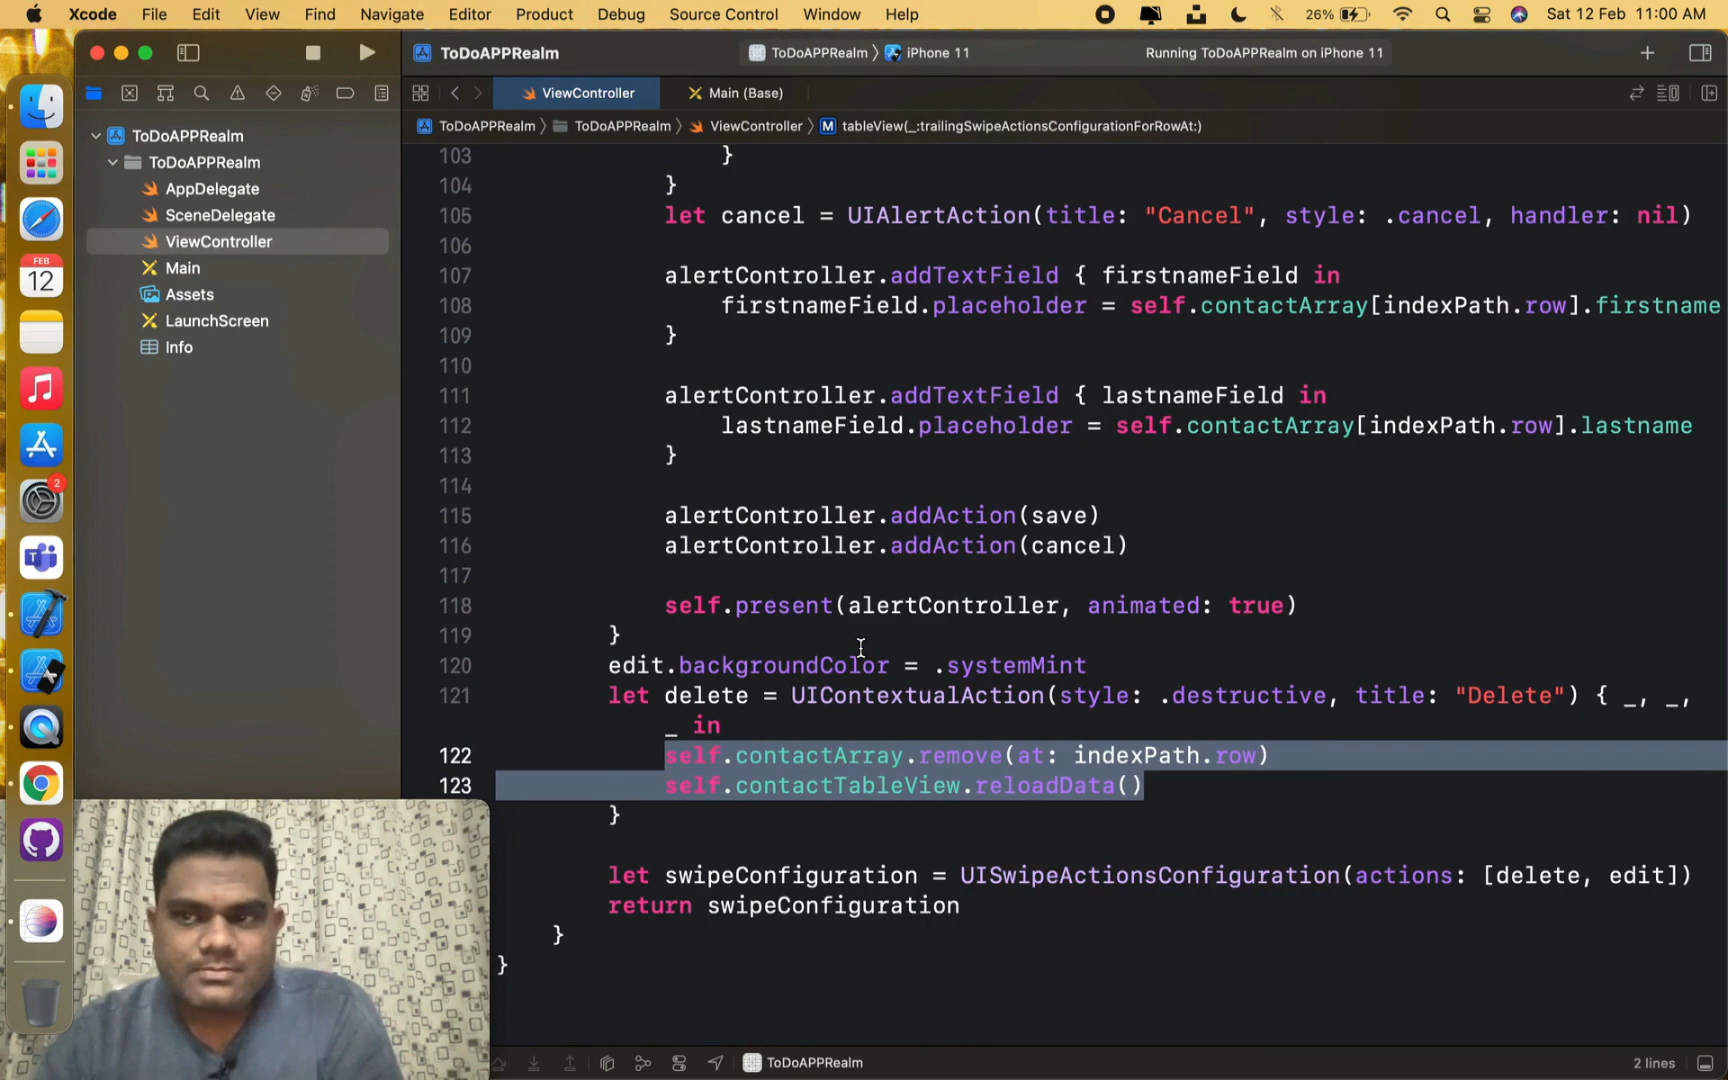 Xcode File Edit View Find Navigate Editor Product Debug Source Control Window Help 26% Sat 12 Feb 11:00 AM
ToDoAPPRealm ToDoAPPRealm iPhone 11 Running ToDoAPPRealm on iPhone 11
ViewController Main (Base)
ToDoAPPRealm ToDoAPPRealm ViewController M tableView(_:trailingSwipeActionsConfigurationForRowAt:)
ToDoAPPRealm
ToDoAPPRealm
AppDelegate
SceneDelegate
ViewController
Main
Assets
LaunchScreen
Info
FEB
12
2
103 }
104 }
105 let cancel = UIAlertAction(title: "Cancel", style: .cancel, handler: nil)
106
107 alertController.addTextField { firstnameField in
108 firstnameField.placeholder = self.contactArray[indexPath.row].firstname
109 }
110
111 alertController.addTextField { lastnameField in
112 lastnameField.placeholder = self.contactArray[indexPath.row].lastname
113 }
114
115 alertController.addAction(save)
116 alertController.addAction(cancel)
117
118 self.present(alertController, animated: true)
119 }
120 edit.backgroundColor = .systemMint
121 let delete = UIContextualAction(style: .destructive, title: "Delete") { _, _,
_ in
122 self.contactArray.remove(at: indexPath.row)
123 self.contactTableView.reloadData()
}
let swipeConfiguration = UISwipeActionsConfiguration(actions: [delete, edit])
return swipeConfiguration
}
}
ToDoAPPRealm 2 lines